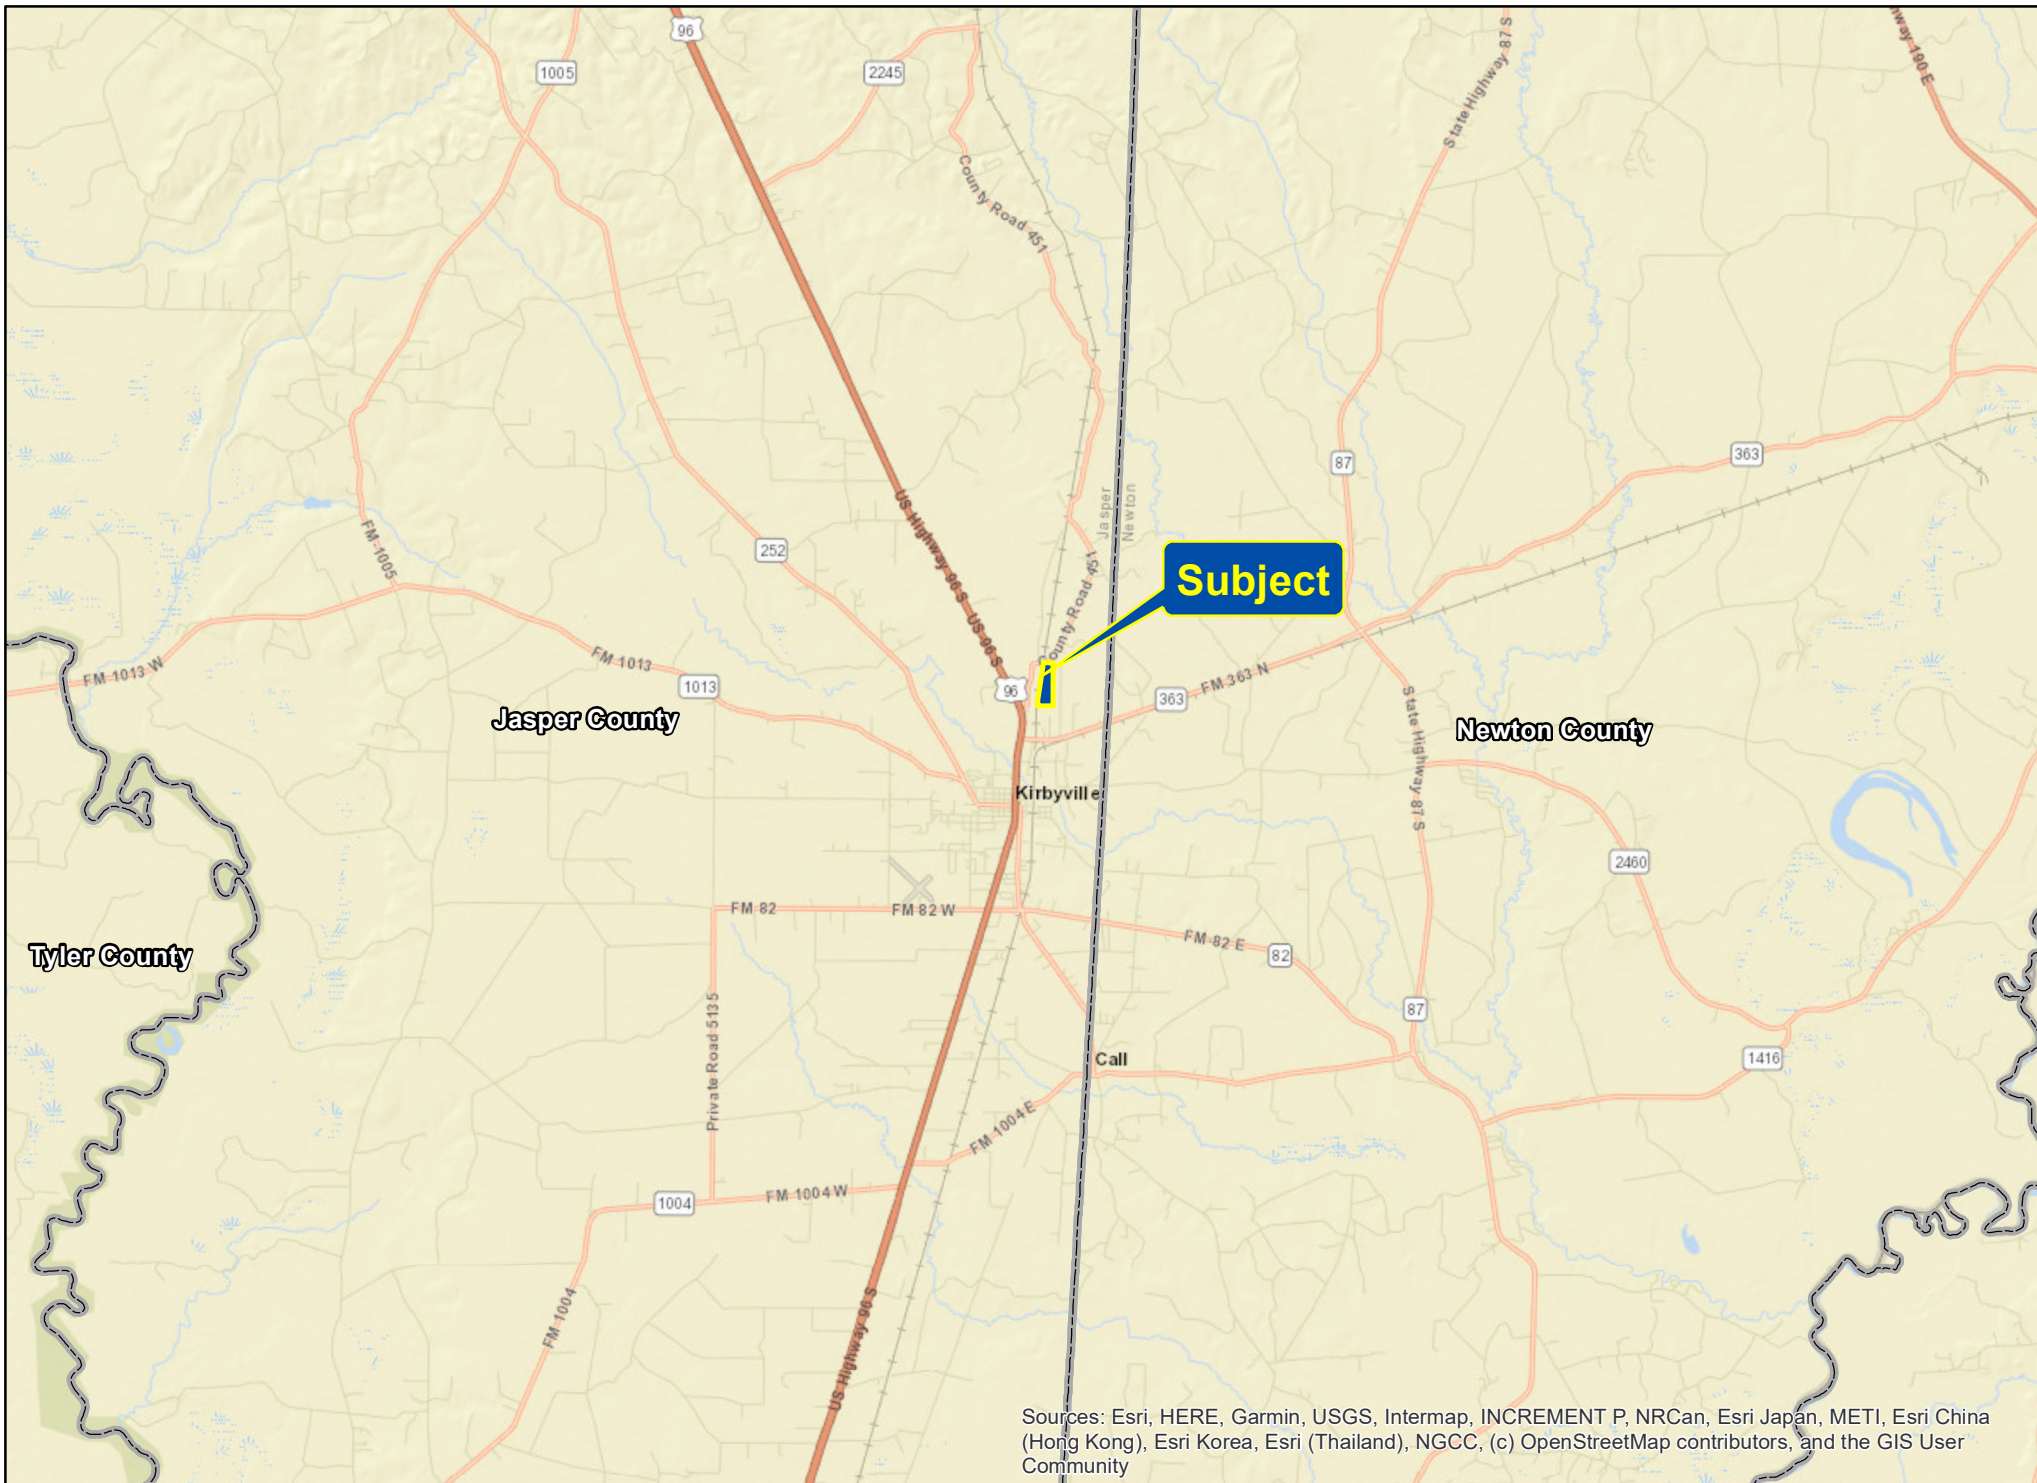 96
1005
2245
State Highway 87 S
hway 190 E
County Road 451
363
87
Jasper
Newton
US Highway 96 S
US 96 S
252
FM 1005
County Road 451
Subject
FM 1013 W
FM 1013
1013
96
363
FM 363 N
Jasper County
State Highway 87 S
Newton County
Kirbyville
2460
FM 82
FM 82 W
FM 82 E
82
Tyler County
87
Private Road 5135
Call
1416
FM 1004 E
1004
FM 1004 W
FM 1004
US Highway 96 S
Sources: Esri, HERE, Garmin, USGS, Intermap, INCREMENT P, NRCan, Esri Japan, METI, Esri China
(Hong Kong), Esri Korea, Esri (Thailand), NGCC, (c) OpenStreetMap contributors, and the GIS User
Community